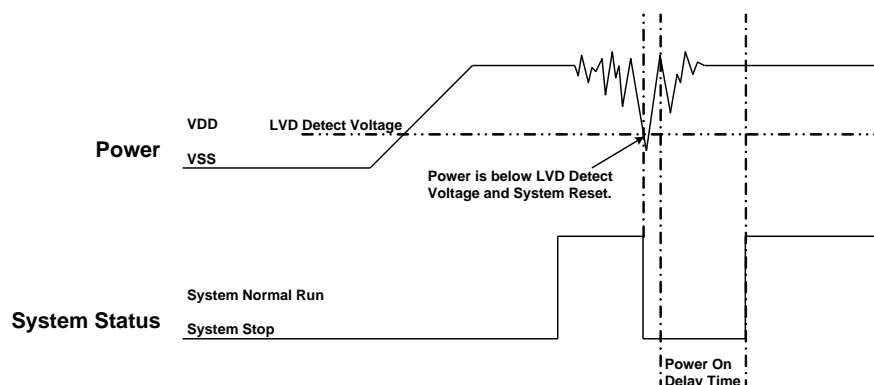 VDD
LVD Detect Voltage
Power
VSS
Power is below LVD Detect
Voltage and System Reset.
System Normal Run
System Status
System Stop
Power On
Delay Time